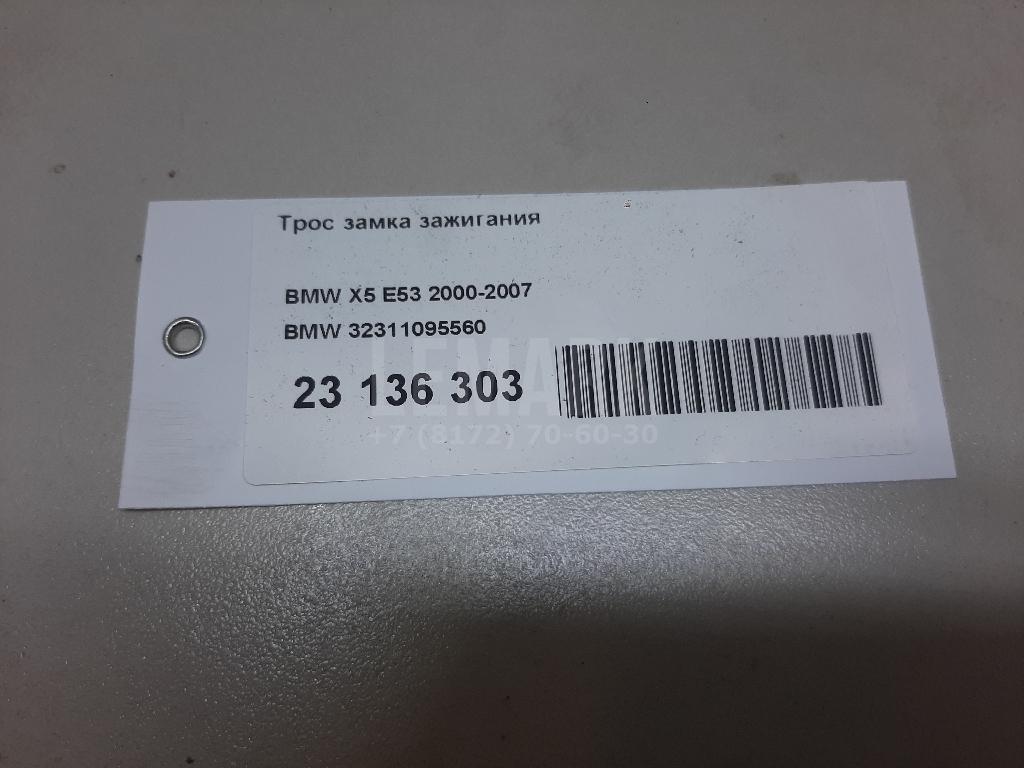 Трос замка зажигания
BMW X5 E53 2000-2007
BMW 32311095560
23 136 303
+7 (8172) 70-60-30